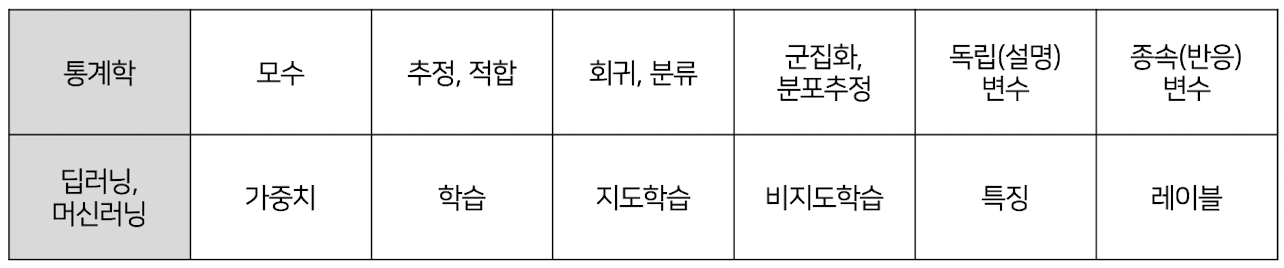 통계학
모수
추정, 적합
회귀, 분류
군집화,
분포추정
독립(설명)
변수
종속(반응)
변수
딥러닝,
머신러닝
가중치
학습
지도학습
비지도학습
특징
레이블